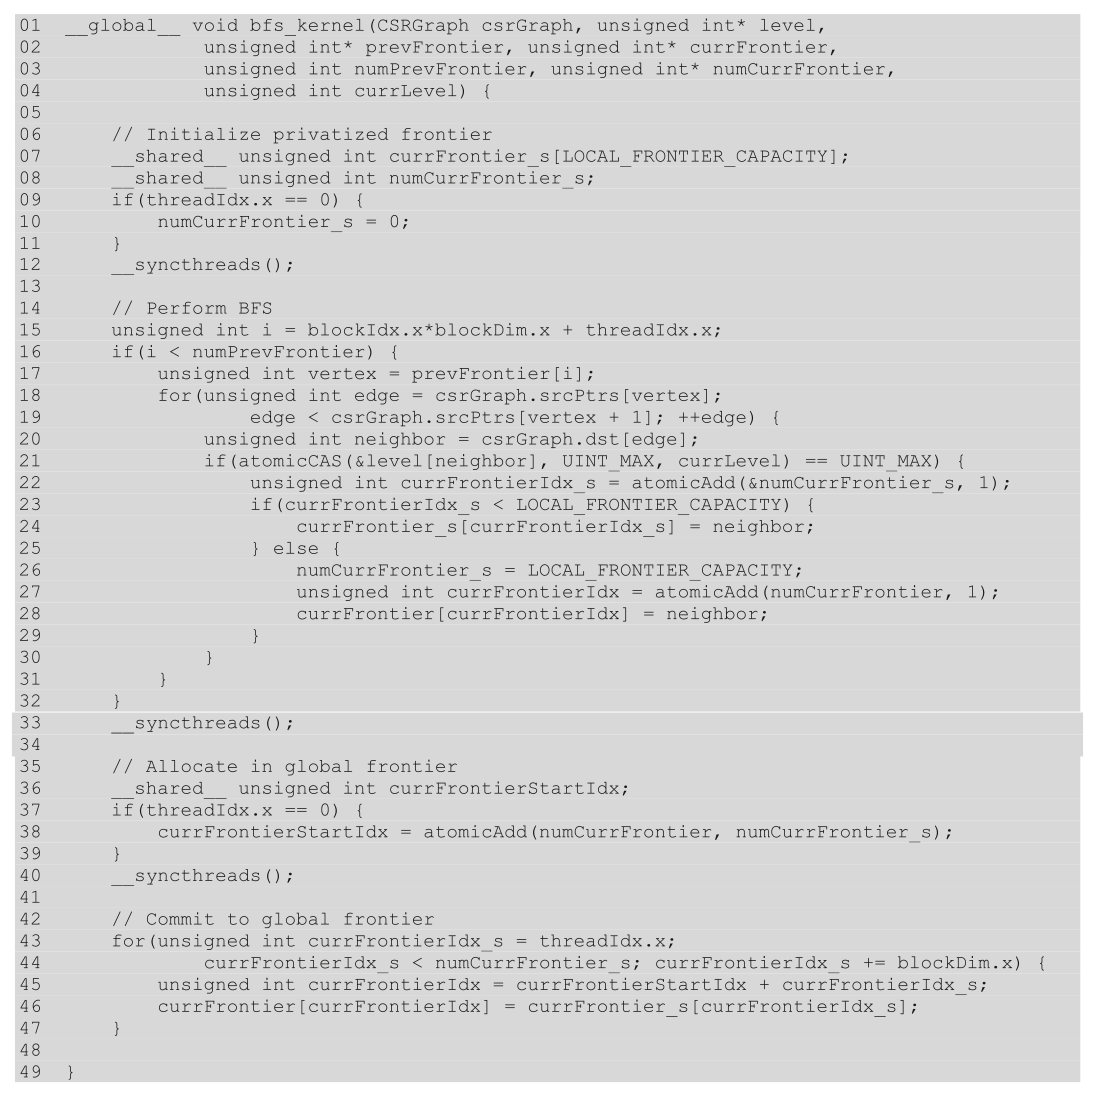 01  __global__ void bfs_kernel(CSRGraph csrGraph, unsigned int* level,
02              unsigned int* prevFrontier, unsigned int* currFrontier,
03              unsigned int numPrevFrontier, unsigned int* numCurrFrontier,
04              unsigned int currLevel) {
05
06      // Initialize privatized frontier
07      __shared__ unsigned int currFrontier_s[LOCAL_FRONTIER_CAPACITY];
08      __shared__ unsigned int numCurrFrontier_s;
09      if(threadIdx.x == 0) {
10          numCurrFrontier_s = 0;
11      }
12      __syncthreads();
13
14      // Perform BFS
15      unsigned int i = blockIdx.x*blockDim.x + threadIdx.x;
16      if(i < numPrevFrontier) {
17          unsigned int vertex = prevFrontier[i];
18          for(unsigned int edge = csrGraph.srcPtrs[vertex];
19                  edge < csrGraph.srcPtrs[vertex + 1]; ++edge) {
20              unsigned int neighbor = csrGraph.dst[edge];
21              if(atomicCAS(&level[neighbor], UINT_MAX, currLevel) == UINT_MAX) {
22                  unsigned int currFrontierIdx_s = atomicAdd(&numCurrFrontier_s, 1);
23                  if(currFrontierIdx_s < LOCAL_FRONTIER_CAPACITY) {
24                      currFrontier_s[currFrontierIdx_s] = neighbor;
25                  } else {
26                      numCurrFrontier_s = LOCAL_FRONTIER_CAPACITY;
27                      unsigned int currFrontierIdx = atomicAdd(numCurrFrontier, 1);
28                      currFrontier[currFrontierIdx] = neighbor;
29                  }
30              }
31          }
32      }
33      __syncthreads();
34
35      // Allocate in global frontier
36      __shared__ unsigned int currFrontierStartIdx;
37      if(threadIdx.x == 0) {
38          currFrontierStartIdx = atomicAdd(numCurrFrontier, numCurrFrontier_s);
39      }
40      __syncthreads();
41
42      // Commit to global frontier
43      for(unsigned int currFrontierIdx_s = threadIdx.x;
44              currFrontierIdx_s < numCurrFrontier_s; currFrontierIdx_s += blockDim.x) {
45          unsigned int currFrontierIdx = currFrontierStartIdx + currFrontierIdx_s;
46          currFrontier[currFrontierIdx] = currFrontier_s[currFrontierIdx_s];
47      }
48
49  }